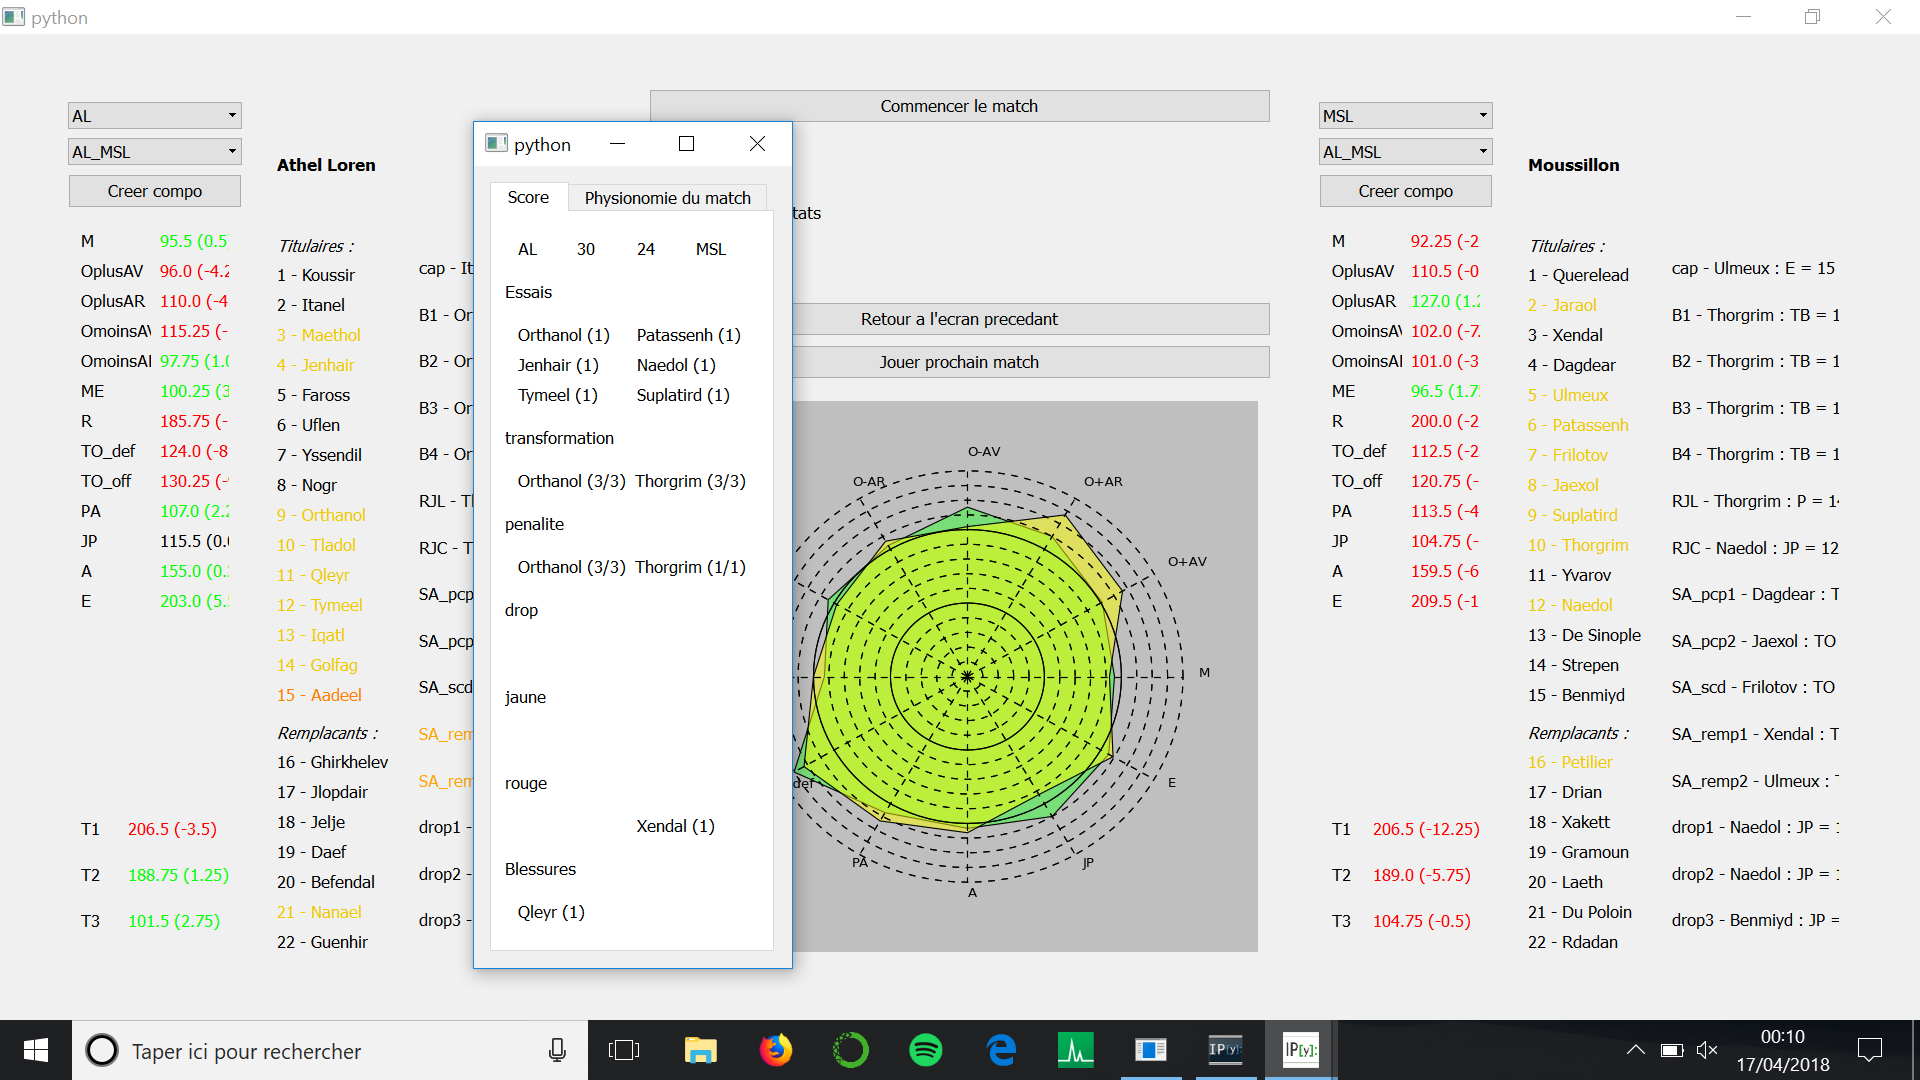 python
Commencer le match
AL
AL_MSL
Creer compo
Athel Loren
M 95.5 (0.5
OplusAV 96.0 (-4.2
OplusAR 110.0 (-4
OmoinsAV 115.25 (-
OmoinsAI 97.75 (1.0
ME 100.25 (3
R 185.75 (-
TO_def 124.0 (-8
TO_off 130.25 (-
PA 107.0 (2.2
JP 115.5 (0.0
A 155.0 (0.
E 203.0 (5.
T1 206.5 (-3.5)
T2 188.75 (1.25)
T3 101.5 (2.75)
Titulaires :
1 - Koussir
2 - Itanel
3 - Maethol
4 - Jenhair
5 - Faross
6 - Uflen
7 - Yssendil
8 - Nogr
9 - Orthanol
10 - Tladol
11 - Qleyr
12 - Tymeel
13 - Iqatl
14 - Golfag
15 - Aadeel
Remplacants :
16 - Ghirkhelev
17 - Jlopdair
18 - Jelje
19 - Daef
20 - Befendal
21 - Nanael
22 - Guenhir
cap - It
B1 - Or
B2 - Or
B3 - Or
B4 - Or
RJL - Tl
RJC - T
SA_pcp
SA_pcp
SA_scd
SA_rem
SA_rem
drop1 -
drop2 -
drop3 -
python
Score Physionomie du match
AL 30 24 MSL
Essais
Orthanol (1) Patassenh (1)
Jenhair (1) Naedol (1)
Tymeel (1) Suplatird (1)
transformation
Orthanol (3/3) Thorgrim (3/3)
penalite
Orthanol (3/3) Thorgrim (1/1)
drop
jaune
rouge
Xendal (1)
Blessures
Qleyr (1)
tats
Retour a l'ecran precedant
Jouer prochain match
O-AV
O-AR
O+AR
O+AV
M
E
JP
A
PA
def
MSL
AL_MSL
Creer compo
Moussillon
M 92.25 (-2
OplusAV 110.5 (-0
OplusAR 127.0 (1.2
OmoinsAV 102.0 (-7.
OmoinsAI 101.0 (-3
ME 96.5 (1.7
R 200.0 (-2
TO_def 112.5 (-2
TO_off 120.75 (-
PA 113.5 (-4
JP 104.75 (-
A 159.5 (-6
E 209.5 (-1
T1 206.5 (-12.25)
T2 189.0 (-5.75)
T3 104.75 (-0.5)
Titulaires :
1 - Querelead
2 - Jaraol
3 - Xendal
4 - Dagdear
5 - Ulmeux
6 - Patassenh
7 - Frilotov
8 - Jaexol
9 - Suplatird
10 - Thorgrim
11 - Yvarov
12 - Naedol
13 - De Sinople
14 - Strepen
15 - Benmiyd
Remplacants :
16 - Petilier
17 - Drian
18 - Xakett
19 - Gramoun
20 - Laeth
21 - Du Poloin
22 - Rdadan
cap - Ulmeux : E = 15
B1 - Thorgrim : TB = 1
B2 - Thorgrim : TB = 1
B3 - Thorgrim : TB = 1
B4 - Thorgrim : TB = 1
RJL - Thorgrim : P = 14
RJC - Naedol : JP = 12
SA_pcp1 - Dagdear : T
SA_pcp2 - Jaexol : TO
SA_scd - Frilotov : TO
SA_remp1 - Xendal : T
SA_remp2 - Ulmeux :
drop1 - Naedol : JP = 1
drop2 - Naedol : JP = 1
drop3 - Benmiyd : JP =
Taper ici pour rechercher
IP[y]:
IP[y]:
00:10
17/04/2018